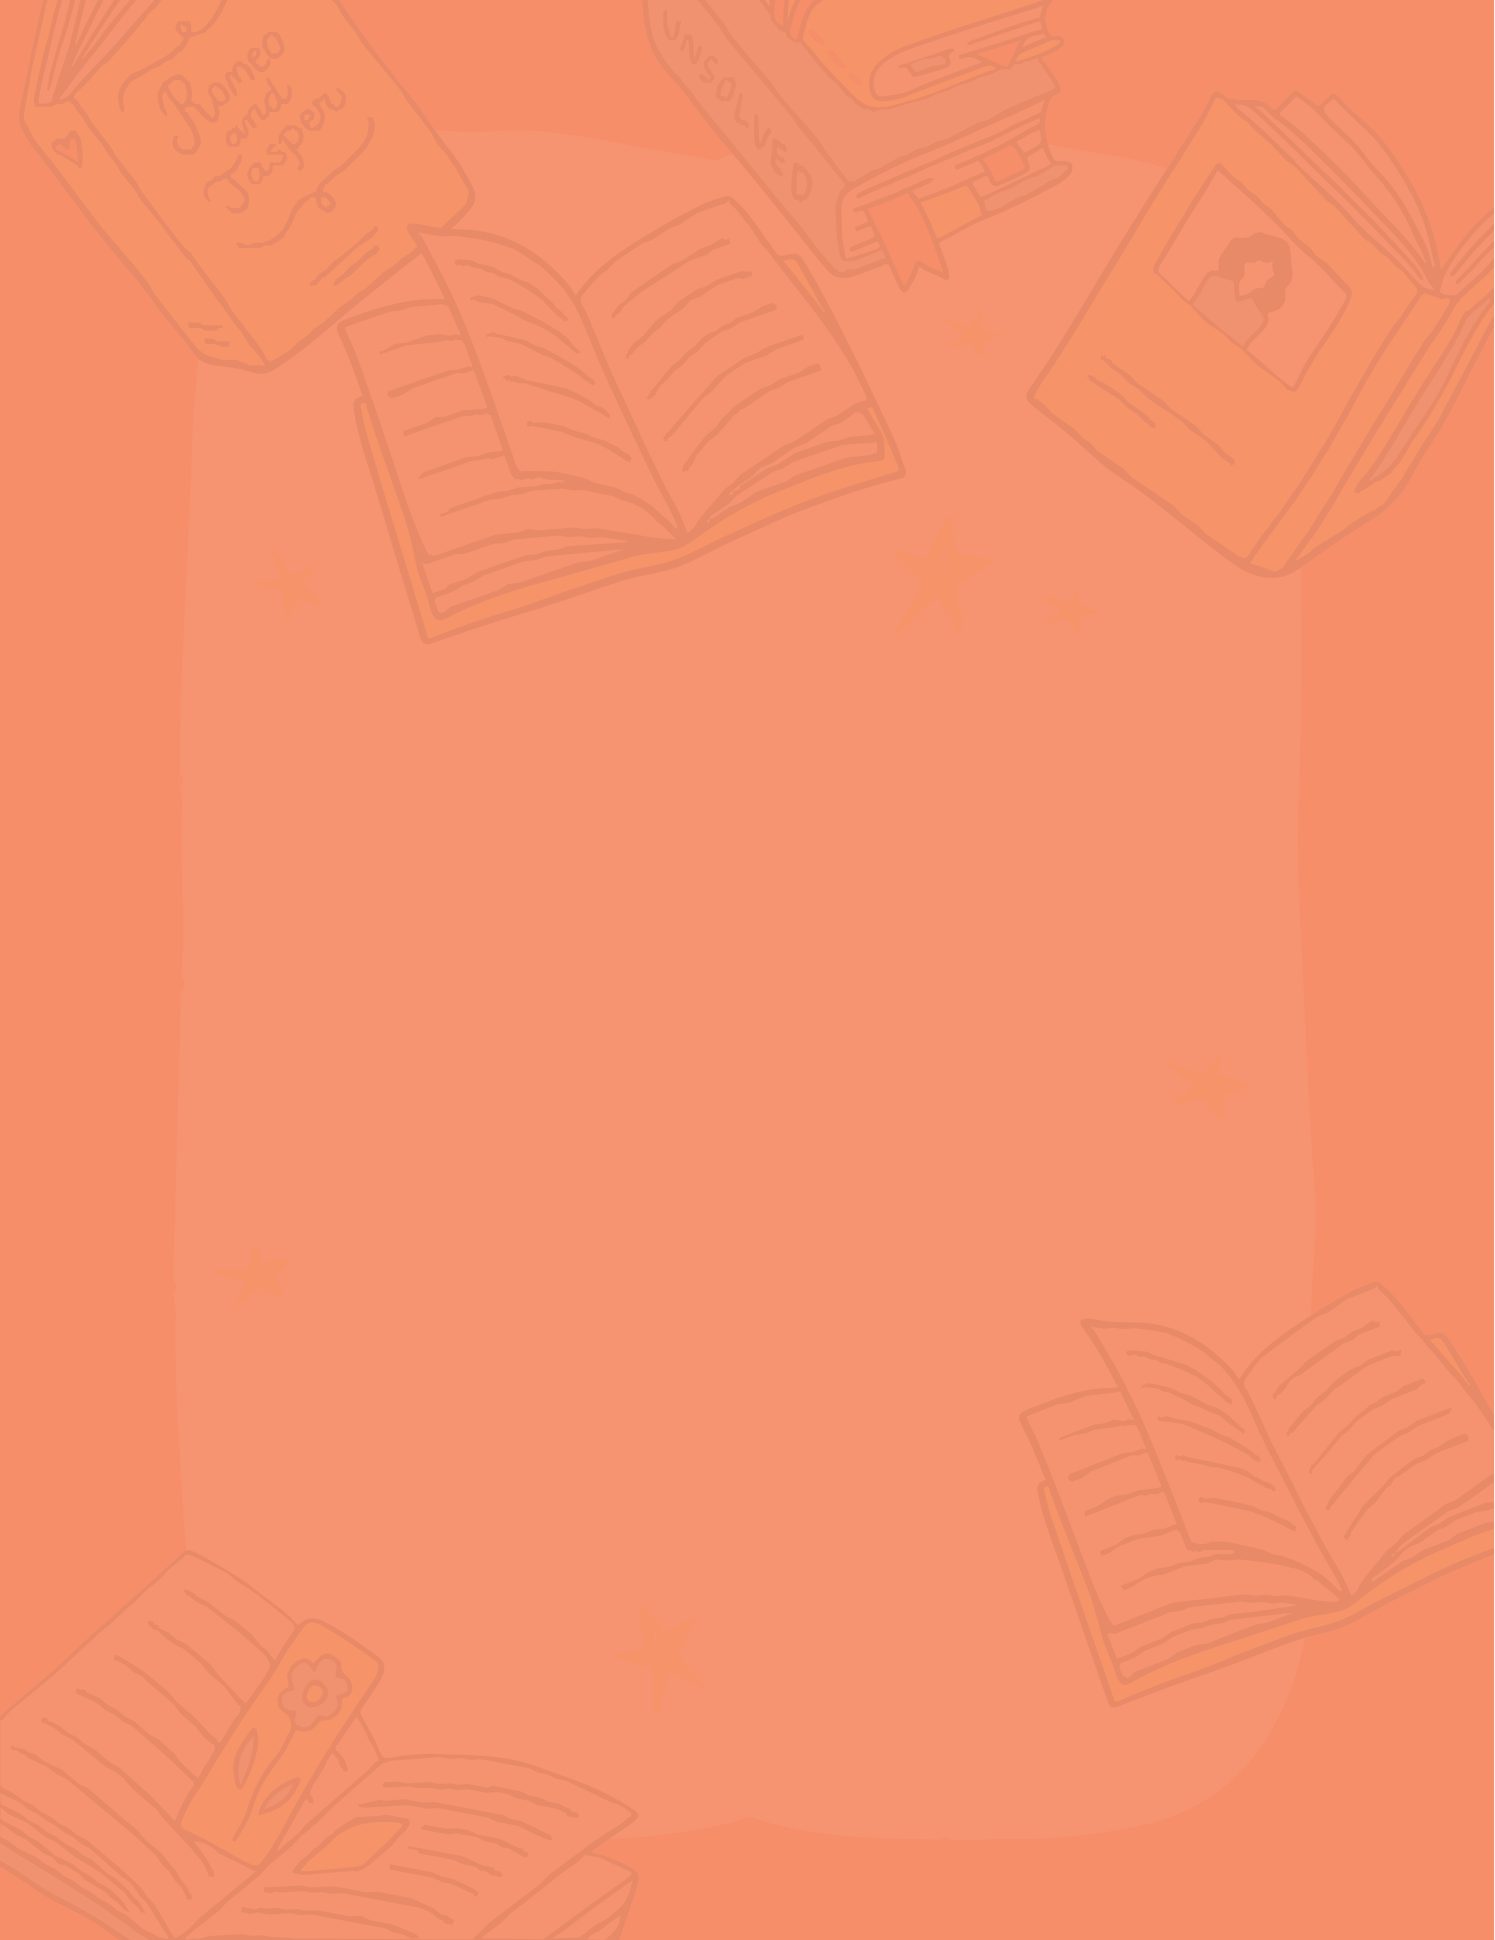 Romeo
and
Jasper
UNSOLVED